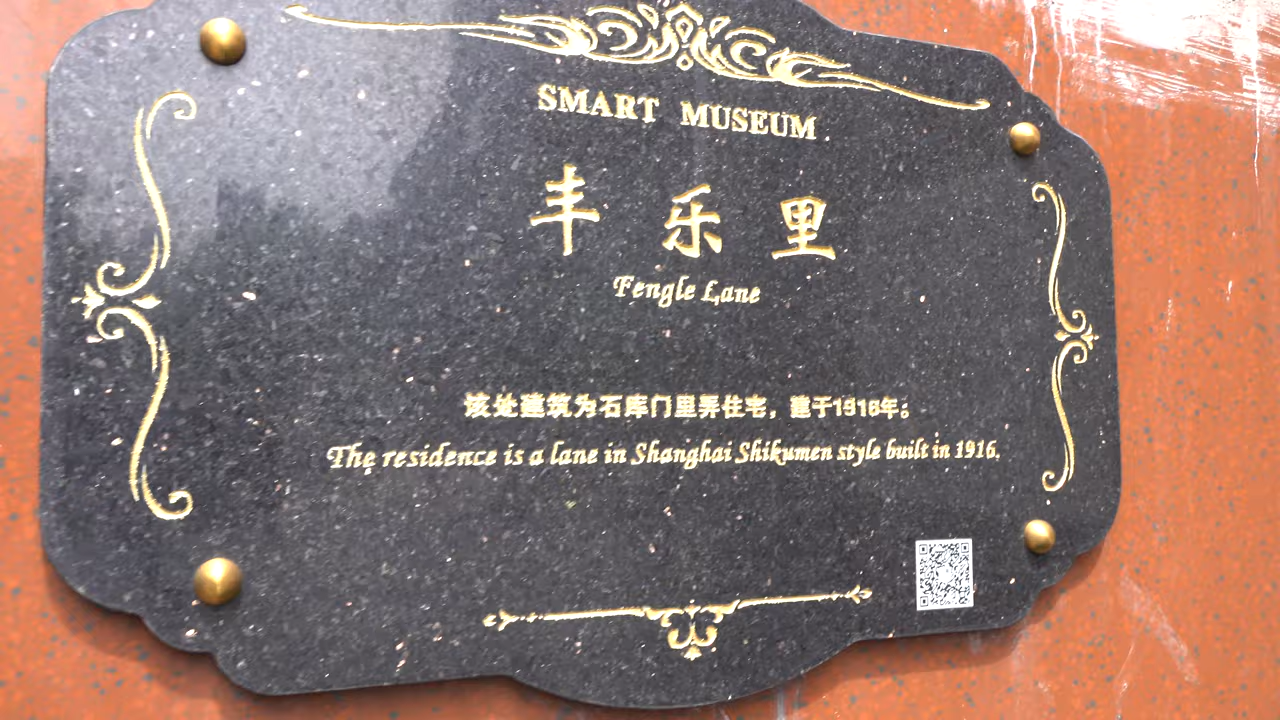 SMART MUSEUM
丰乐里
Fengle Lane
该处建筑为石库门里弄住宅，建于1916年。
The residence is a lane in Shanghai Shikumen style built in 1916.